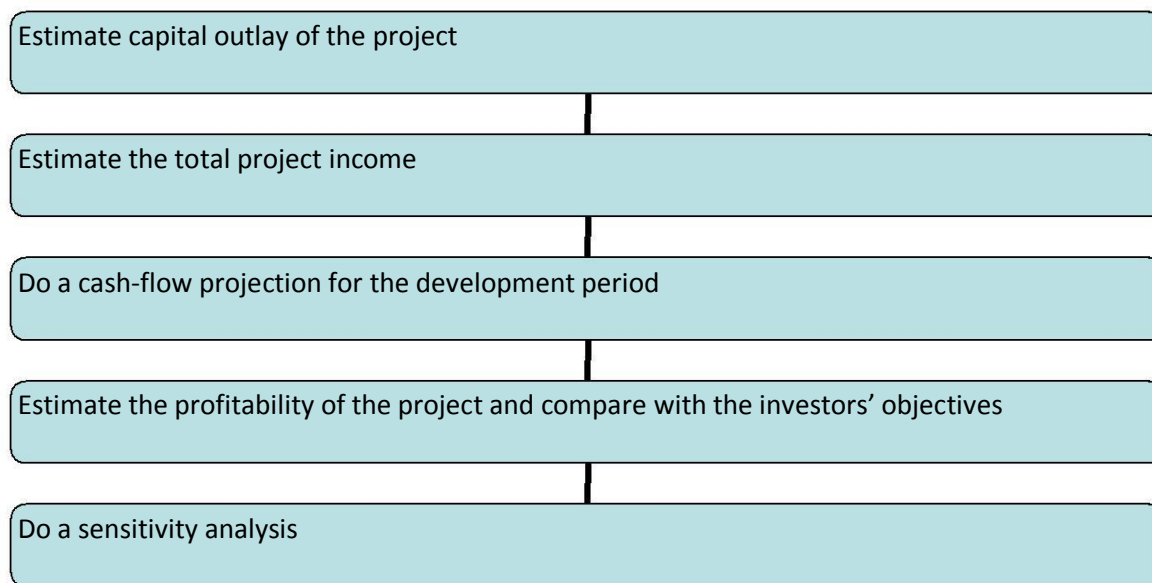 Estimate capital outlay of the project
Estimate the total project income
Do a cash-flow projection for the development period
Estimate the profitability of the project and compare with the investors’ objectives
Do a sensitivity analysis